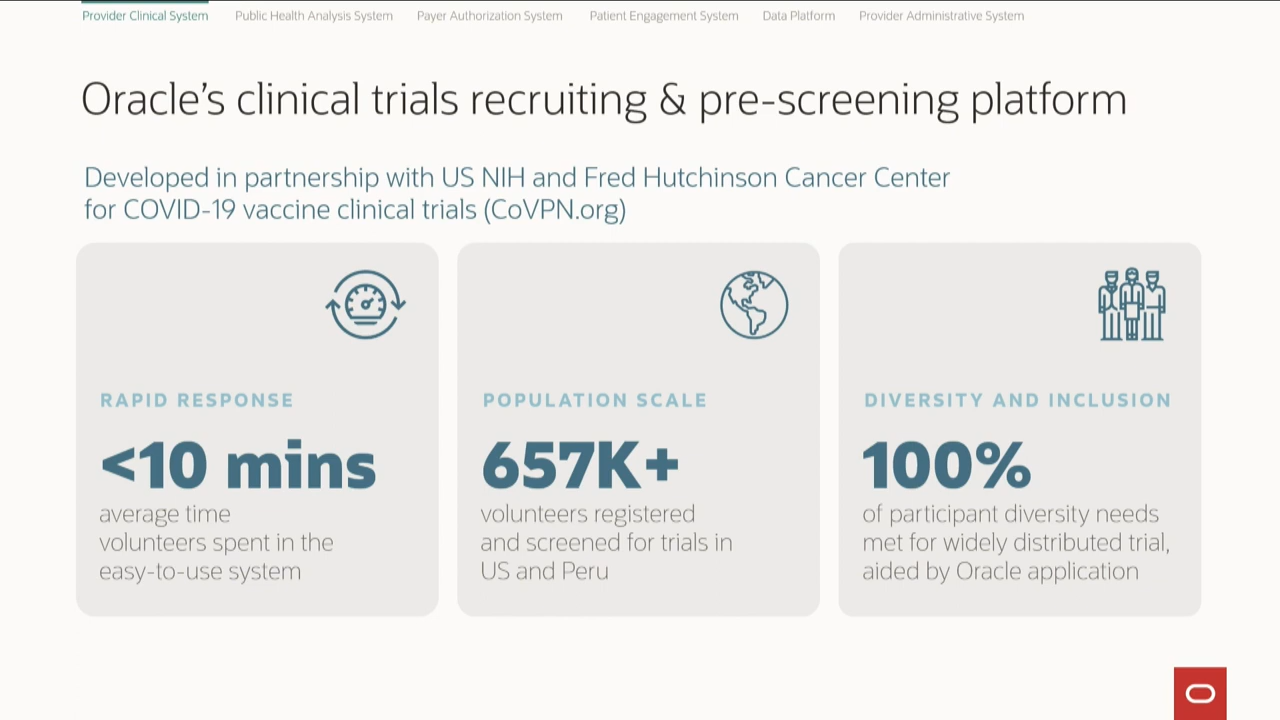 Provider Clinical System Public Health Analysis System Payer Authorization System Patient Engagement System Data Platform Provider Administrative System
Oracle's clinical trials recruiting & pre-screening platform
Developed in partnership with US NIH and Fred Hutchinson Cancer Center
for COVID-19 vaccine clinical trials (CoVPN.org)
RAPID RESPONSE
<10 mins
average time
volunteers spent in the
easy-to-use system
POPULATION SCALE
657K+
volunteers registered
and screened for trials in
US and Peru
DIVERSITY AND INCLUSION
100%
of participant diversity needs
met for widely distributed trial,
aided by Oracle application